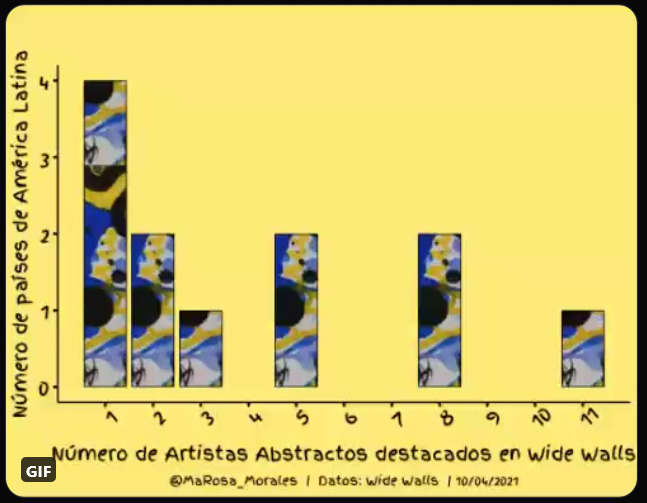 Número de países de América Latina
4
3
2
1
0
1 2 3 4 5 6 7 8 9 10 11
Número de Artistas Abstractos destacados en Wide Walls
@MaRosa_Morales | Datos: Wide Walls | 10/04/2021
GIF